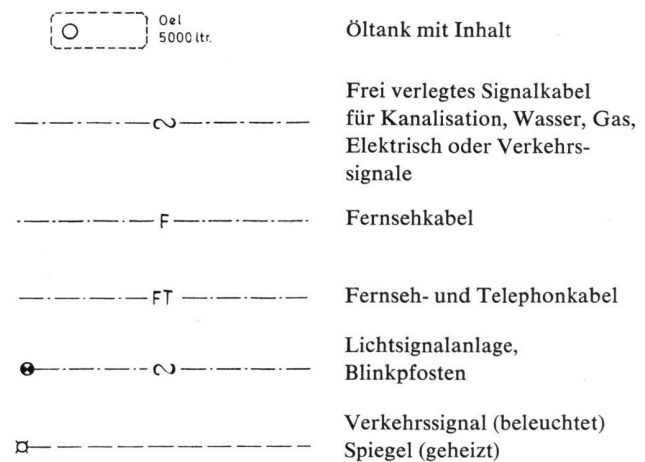 Oel
5000 ltr.
Öltank mit Inhalt
Frei verlegtes Signalkabel
für Kanalisation, Wasser, Gas,
Elektrisch oder Verkehrs-
signale
F
Fernsehkabel
FT
Fernseh- und Telephonkabel
Lichtsignalanlage,
Blinkpfosten
Verkehrssignal (beleuchtet)
Spiegel (geheizt)